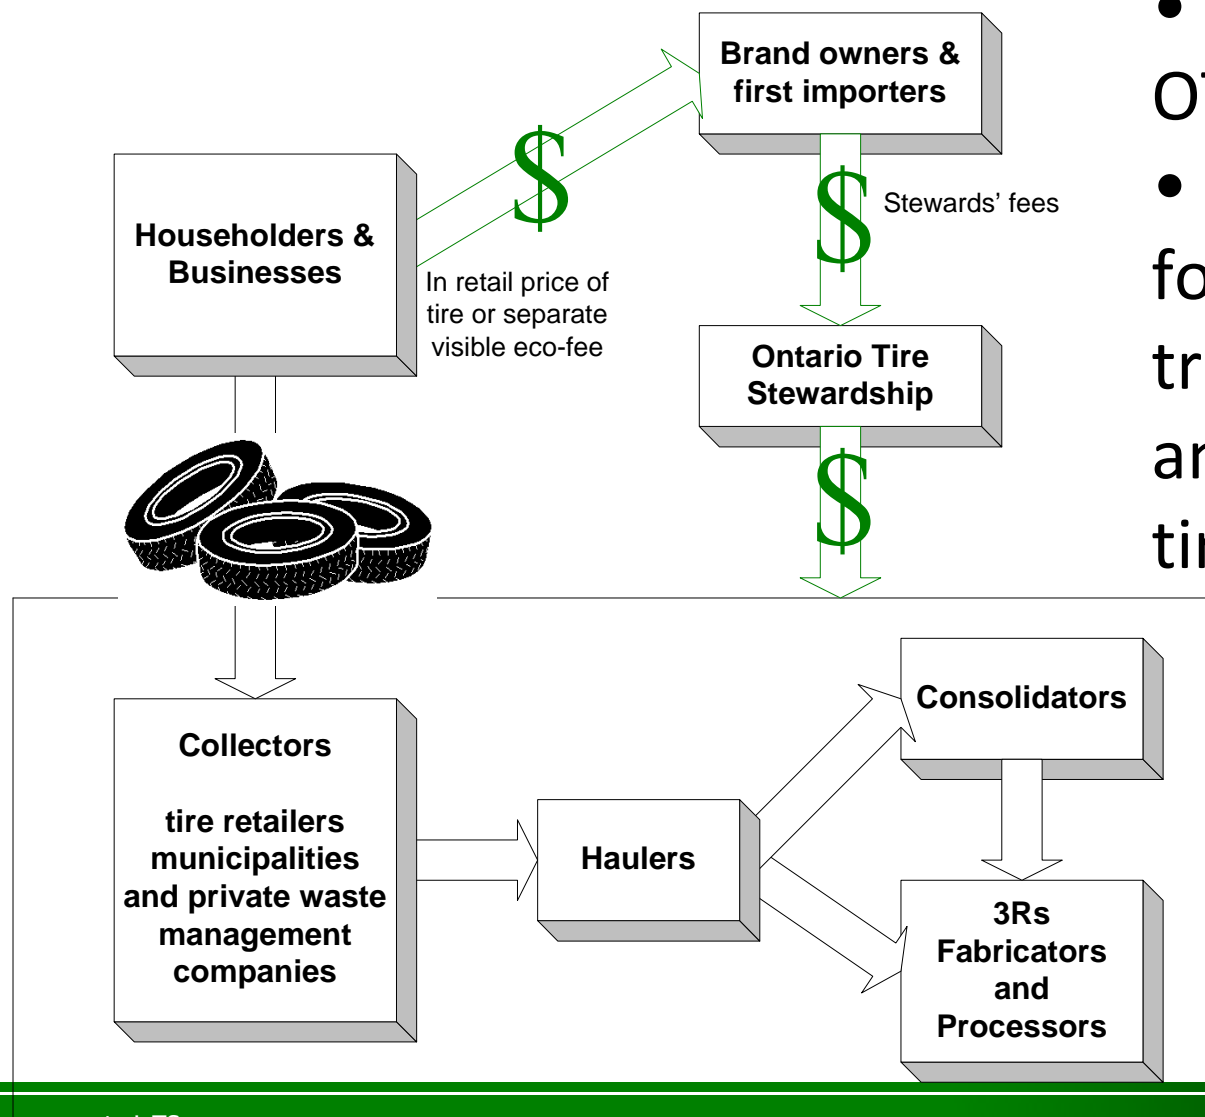 Brand owners &
first importers
$
$
Stewards' fees
Householders &
Businesses
In retail price of
tire or separate
visible eco-fee
Ontario Tire
Stewardship
$
Collectors
tire retailers
municipalities
and private waste
management
companies
Haulers
Consolidators
3Rs
Fabricators
and
Processors